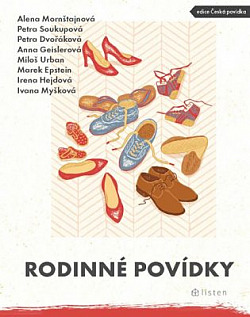 edice Česká povídka
Alena Mornštajnová
Petra Soukupová
Petra Dvořáková
Anna Geislerová
Miloš Urban
Marek Epstein
Irena Hejdová
Ivana Myšková
RODINNÉ POVÍDKY
listen